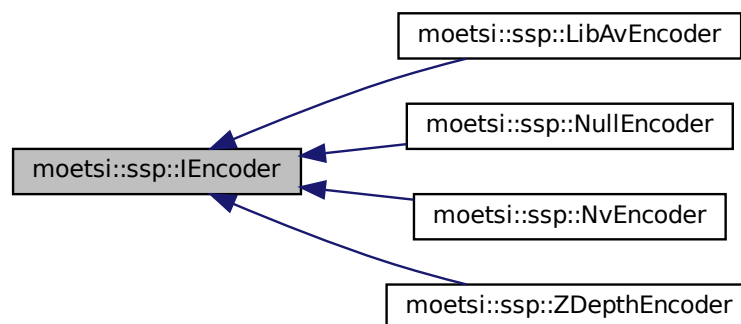 moetsi::ssp::LibAvEncoder
moetsi::ssp::NullEncoder
moetsi::ssp::IEncoder
moetsi::ssp::NvEncoder
moetsi::ssp::ZDepthEncoder